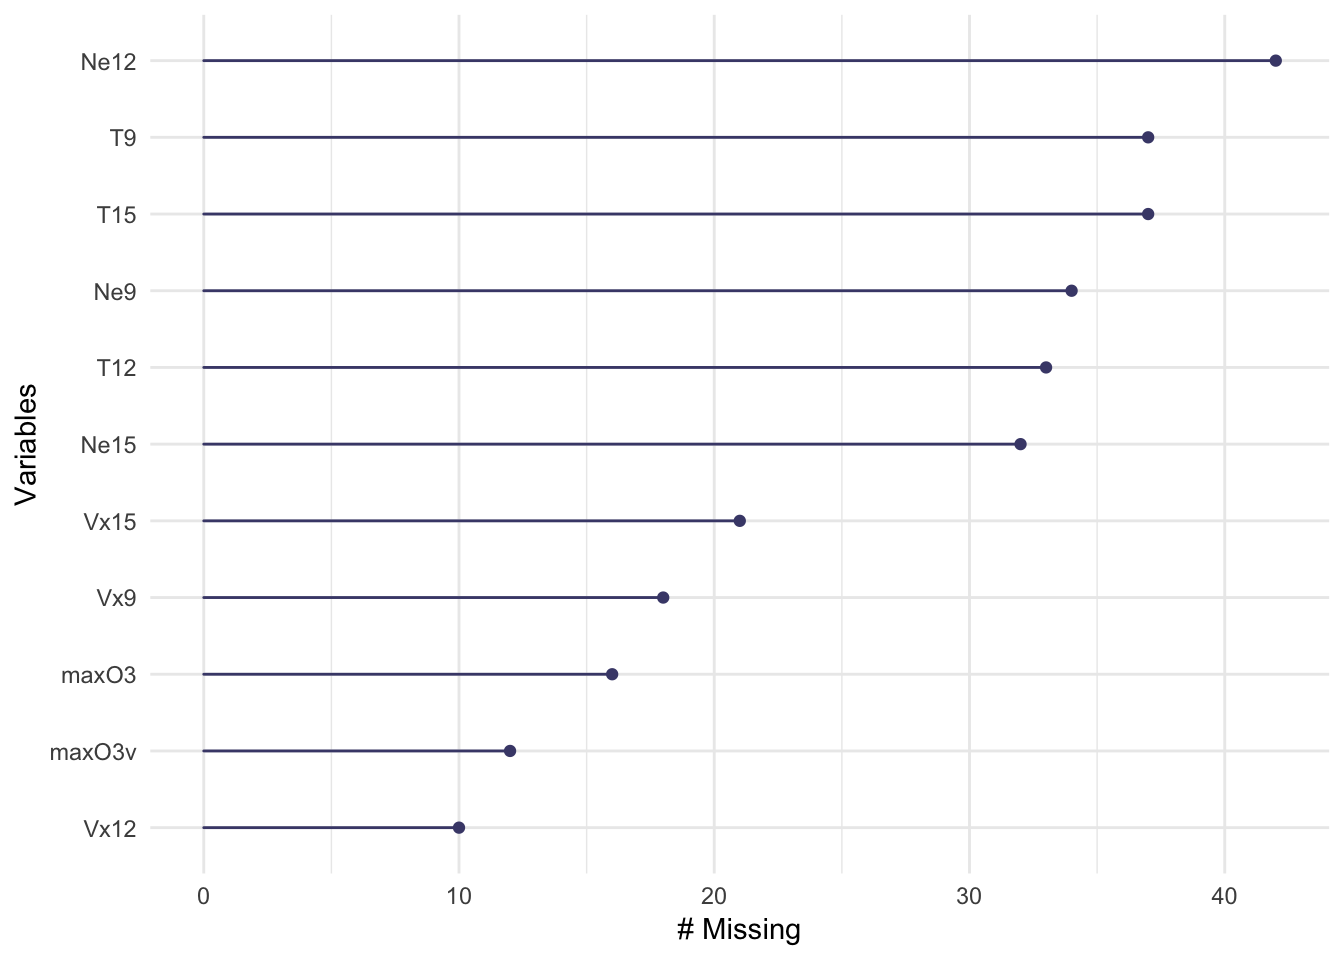 Ne12
T9
T15
Ne9
T12
Ne15
Vx15
Vx9
maxO3
maxO3v
Vx12
Variables
0 10 20 30 40
# Missing